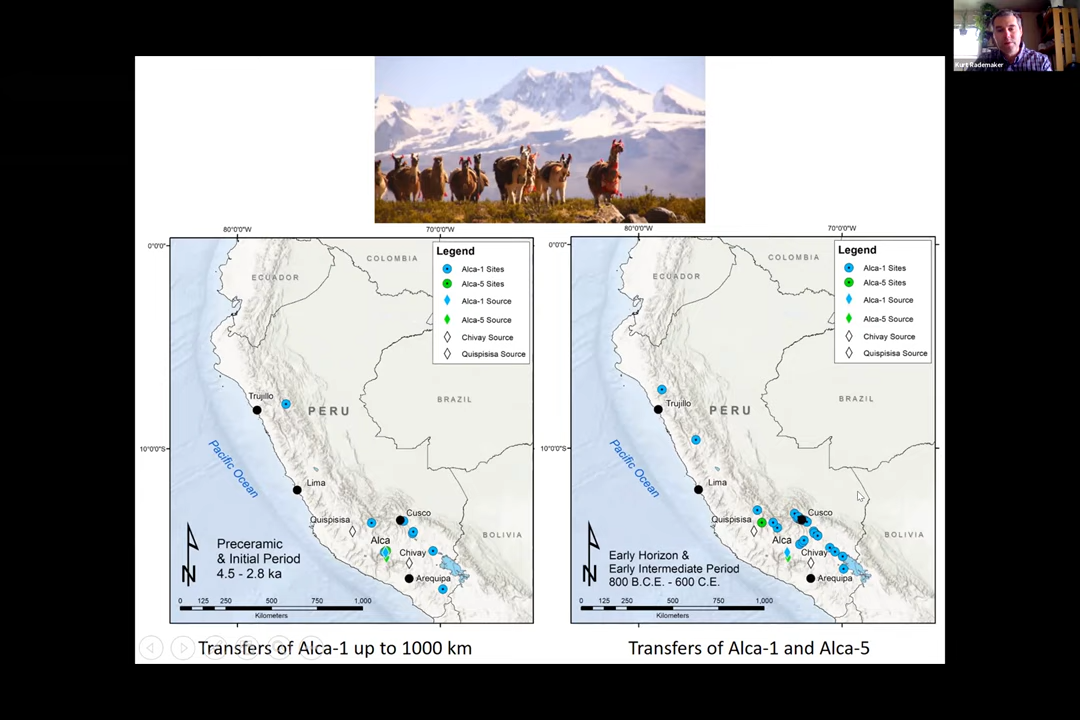 Kurt Rademaker
80°0'0"W
70°0'0"W
0°0'0"
10°0'0"S
Legend
Alca-1 Sites
Alca-5 Sites
Alca-1 Source
Alca-5 Source
Chivay Source
Quispisisa Source
COLOMBIA
ECUADOR
Trujillo
PERU
BRAZIL
Pacific Ocean
Lima
Quispisisa
Cusco
Alca
Chivay
BOLIVIA
Arequipa
N
Preceramic
& Initial Period
4.5 - 2.8 ka
0 125 250 500 750 1,000
Kilometers
Transfers of Alca-1 up to 1000 km
80°0'0"W
70°0'0"W
0°0'0"
10°0'0"S
Legend
Alca-1 Sites
Alca-5 Sites
Alca-1 Source
Alca-5 Source
Chivay Source
Quispisisa Source
COLOMBIA
ECUADOR
Trujillo
PERU
BRAZIL
Pacific Ocean
Lima
Quispisisa
Cusco
Alca
Chivay
BOLIVIA
Arequipa
N
Early Horizon &
Early Intermediate Period
800 B.C.E. - 600 C.E.
0 125 250 500 750 1,000
Kilometers
Transfers of Alca-1 and Alca-5